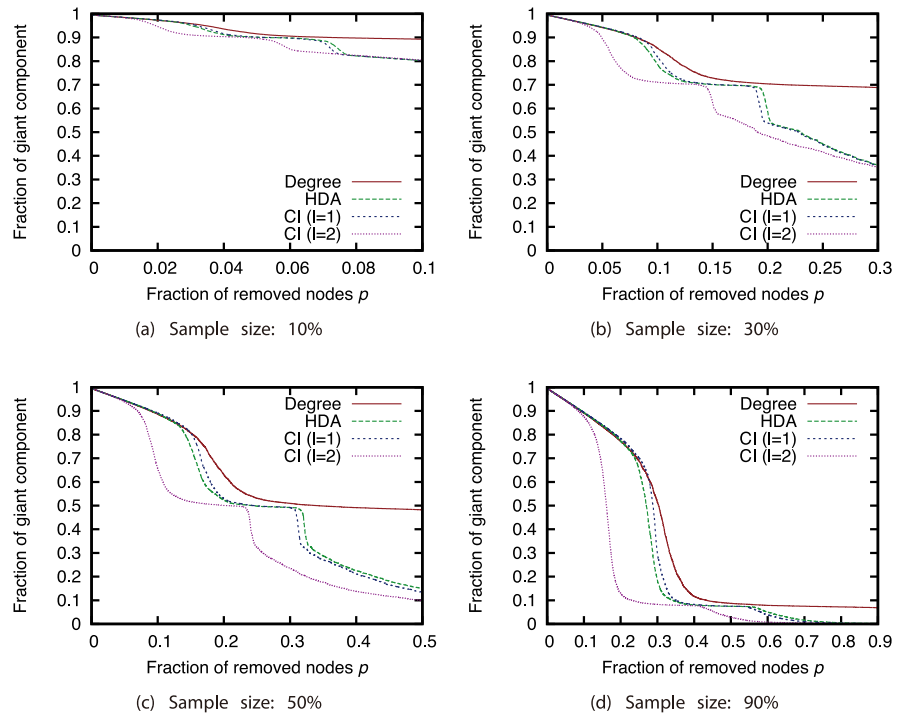 Fraction of giant component
1
0.9
0.8
0.7
0.6
0.5
0.4
0.3
0.2
0.1
0
Degree
HDA
CI (l=1)
CI (l=2)
0 0.02 0.04 0.06 0.08 0.1
Fraction of removed nodes p
(a) Sample size: 10%
Fraction of giant component
1
0.9
0.8
0.7
0.6
0.5
0.4
0.3
0.2
0.1
0
Degree
HDA
CI (l=1)
CI (l=2)
0 0.05 0.1 0.15 0.2 0.25 0.3
Fraction of removed nodes p
(b) Sample size: 30%
Fraction of giant component
1
0.9
0.8
0.7
0.6
0.5
0.4
0.3
0.2
0.1
0
Degree
HDA
CI (l=1)
CI (l=2)
0 0.1 0.2 0.3 0.4 0.5
Fraction of removed nodes p
(c) Sample size: 50%
Fraction of giant component
1
0.9
0.8
0.7
0.6
0.5
0.4
0.3
0.2
0.1
0
Degree
HDA
CI (l=1)
CI (l=2)
0 0.1 0.2 0.3 0.4 0.5 0.6 0.7 0.8 0.9
Fraction of removed nodes p
(d) Sample size: 90%